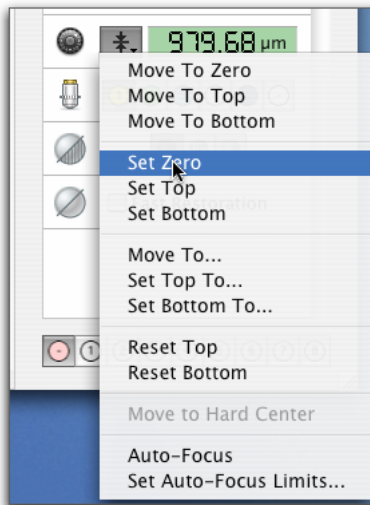 979.68 µm
Move To Zero
Move To Top
Move To Bottom
Set Zero
Set Top
Set Bottom
Move To...
Set Top To...
Set Bottom To...
- 1
Reset Top
Reset Bottom
Move to Hard Center
Auto-Focus
Set Auto-Focus Limits...